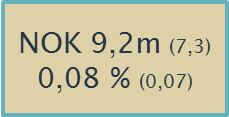 NOK 9,2m (7,3)
0,08 % (0,07)